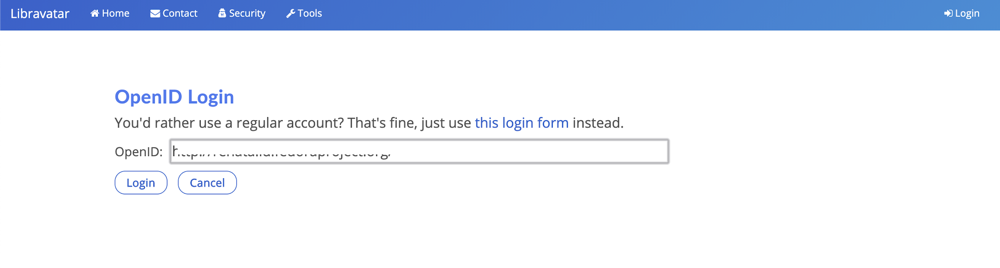 Libravatar Home Contact Security Tools Login
OpenID Login
You'd rather use a regular account? That's fine, just use this login form instead.
OpenID:
Login Cancel